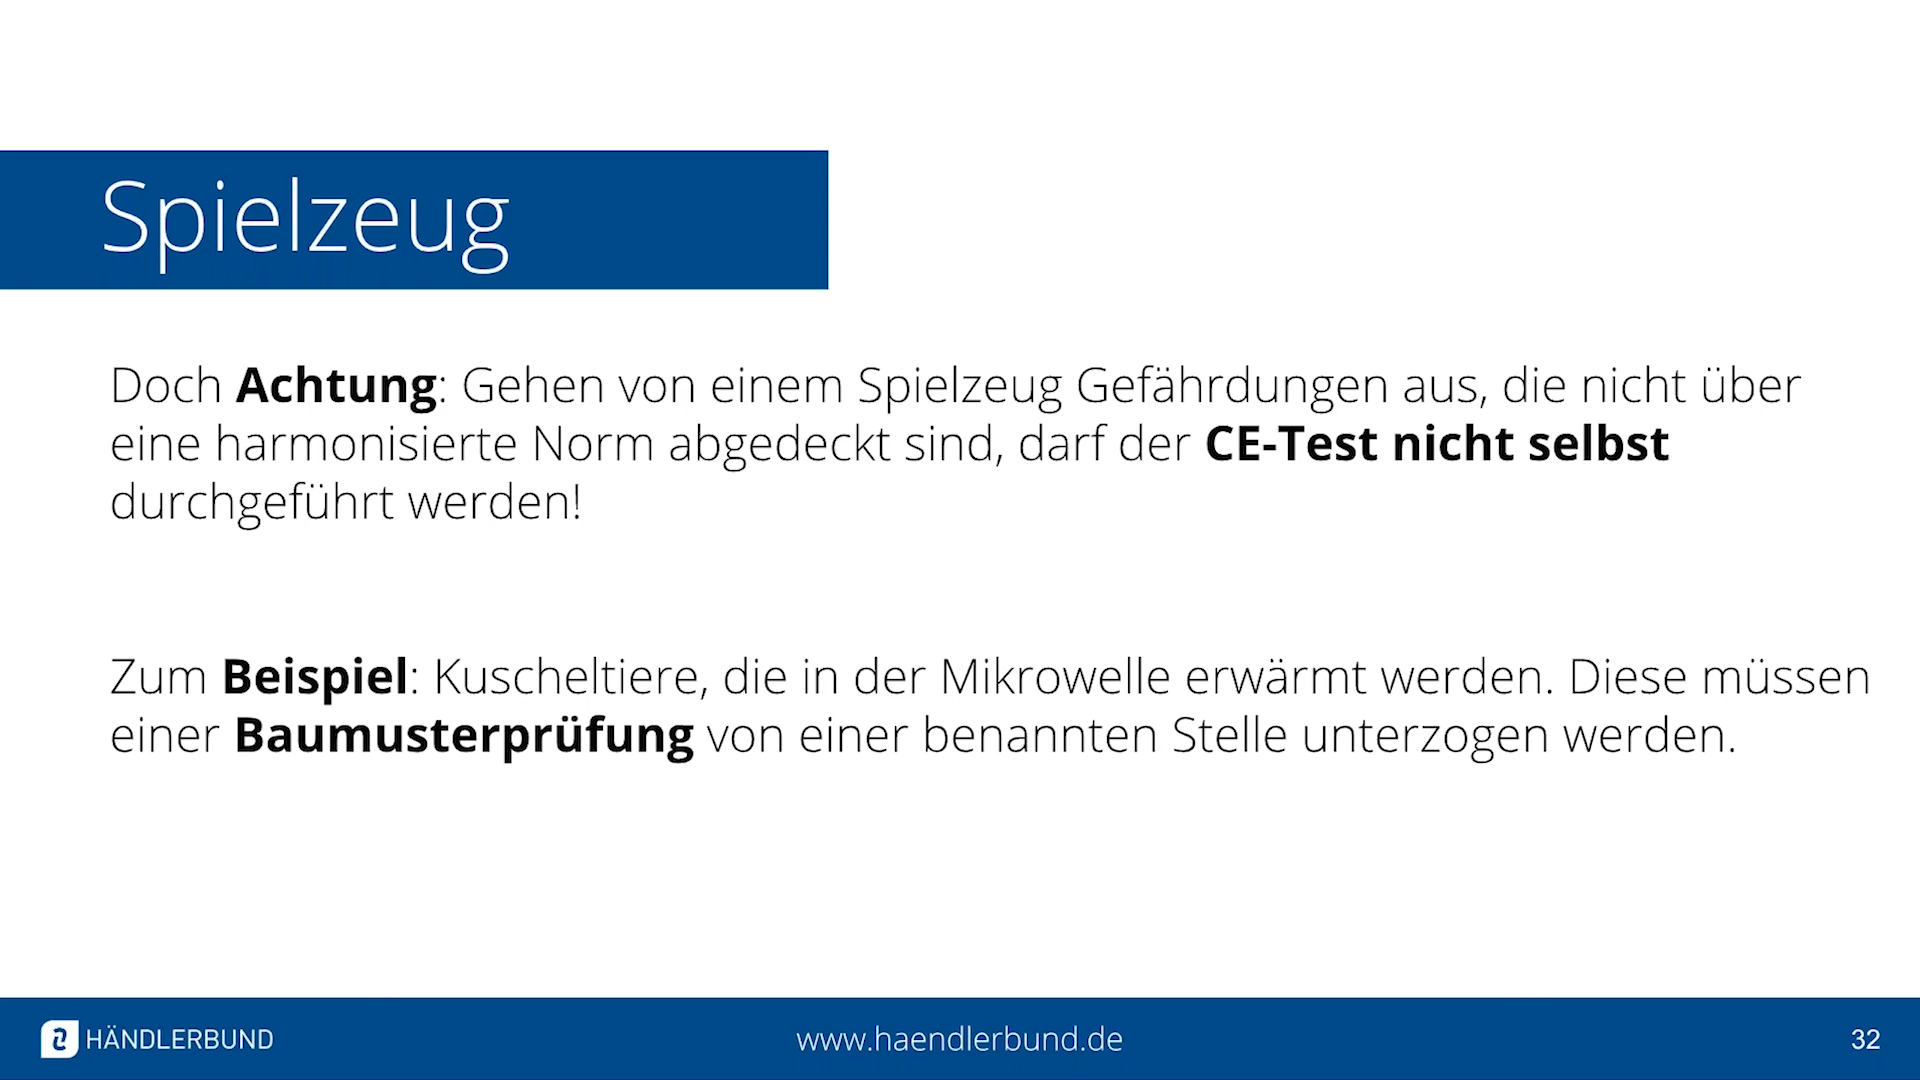 Spielzeug
Doch Achtung: Gehen von einem Spielzeug Gefährdungen aus, die nicht über
eine harmonisierte Norm abgedeckt sind, darf der CE-Test nicht selbst
durchgeführt werden!
Zum Beispiel: Kuscheltiere, die in der Mikrowelle erwärmt werden. Diese müssen
einer Baumusterprüfung von einer benannten Stelle unterzogen werden.
HÄNDLERBUND
www.haendlerbund.de
32